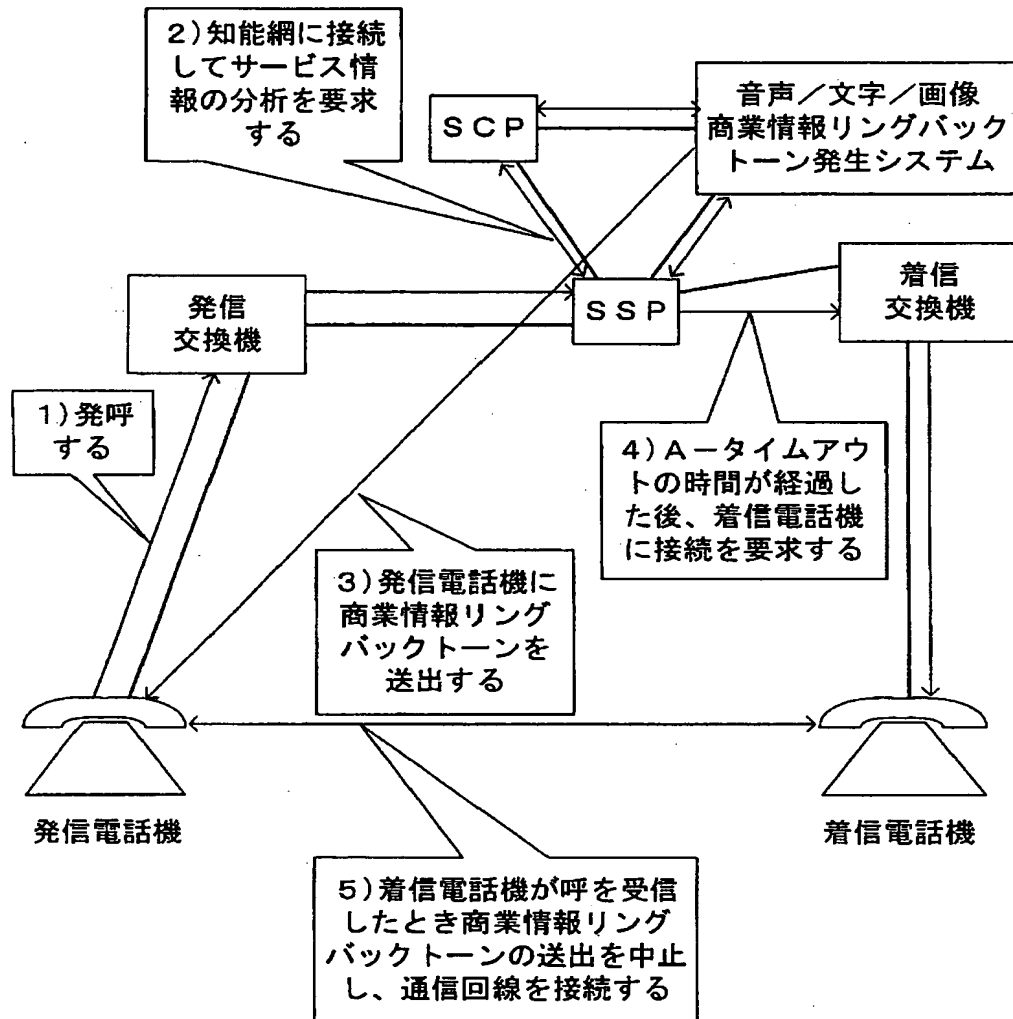 2)知能網に接続
してサービス情
報の分析を要求
する
SCP
音声/文字/画像
商業情報リングバック
トーン発生システム
発信
交換機
SSP
着信
交換機
1)発呼
する
4)A-タイムアウ
トの時間が経過し
た後、着信電話機
に接続を要求する
3)発信電話機に
商業情報リング
バックトーンを
送出する
発信電話機
着信電話機
5)着信電話機が呼を受信
したとき商業情報リング
バックトーンの送出を中止
し、通信回線を接続する